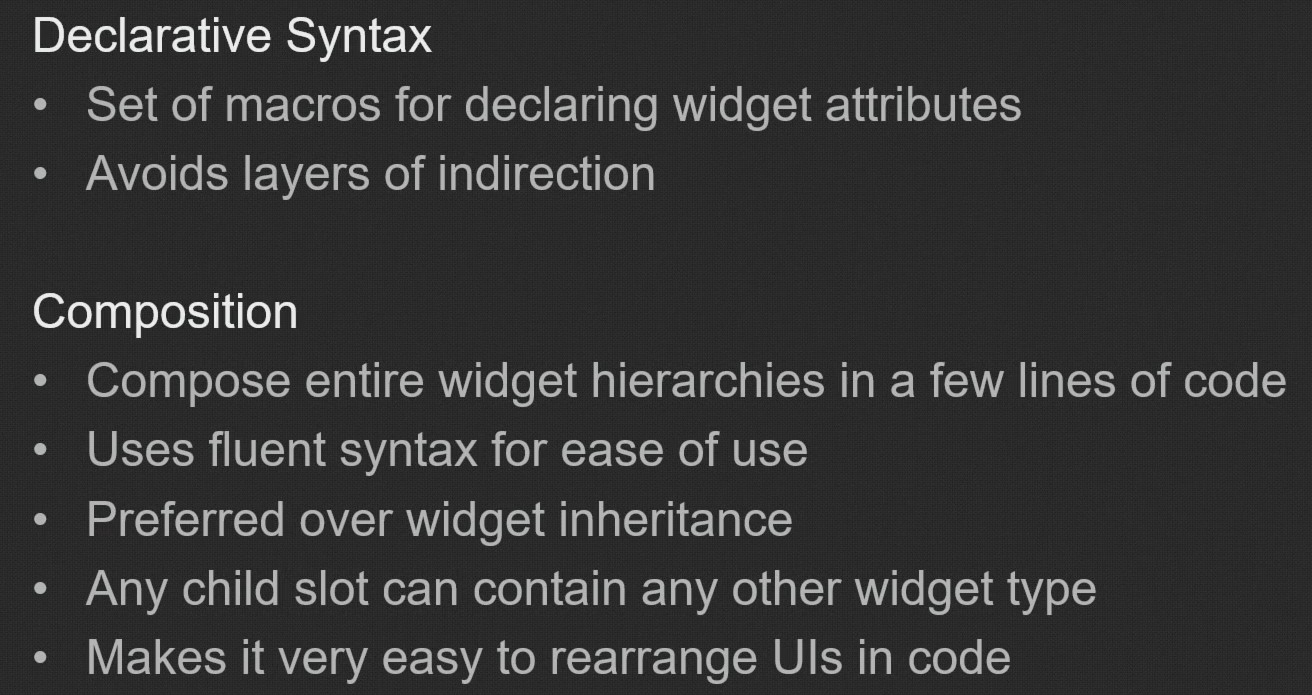 Declarative Syntax
• Set of macros for declaring widget attributes
• Avoids layers of indirection
Composition
• Compose entire widget hierarchies in a few lines of code
• Uses fluent syntax for ease of use
• Preferred over widget inheritance
• Any child slot can contain any other widget type
• Makes it very easy to rearrange UIs in code